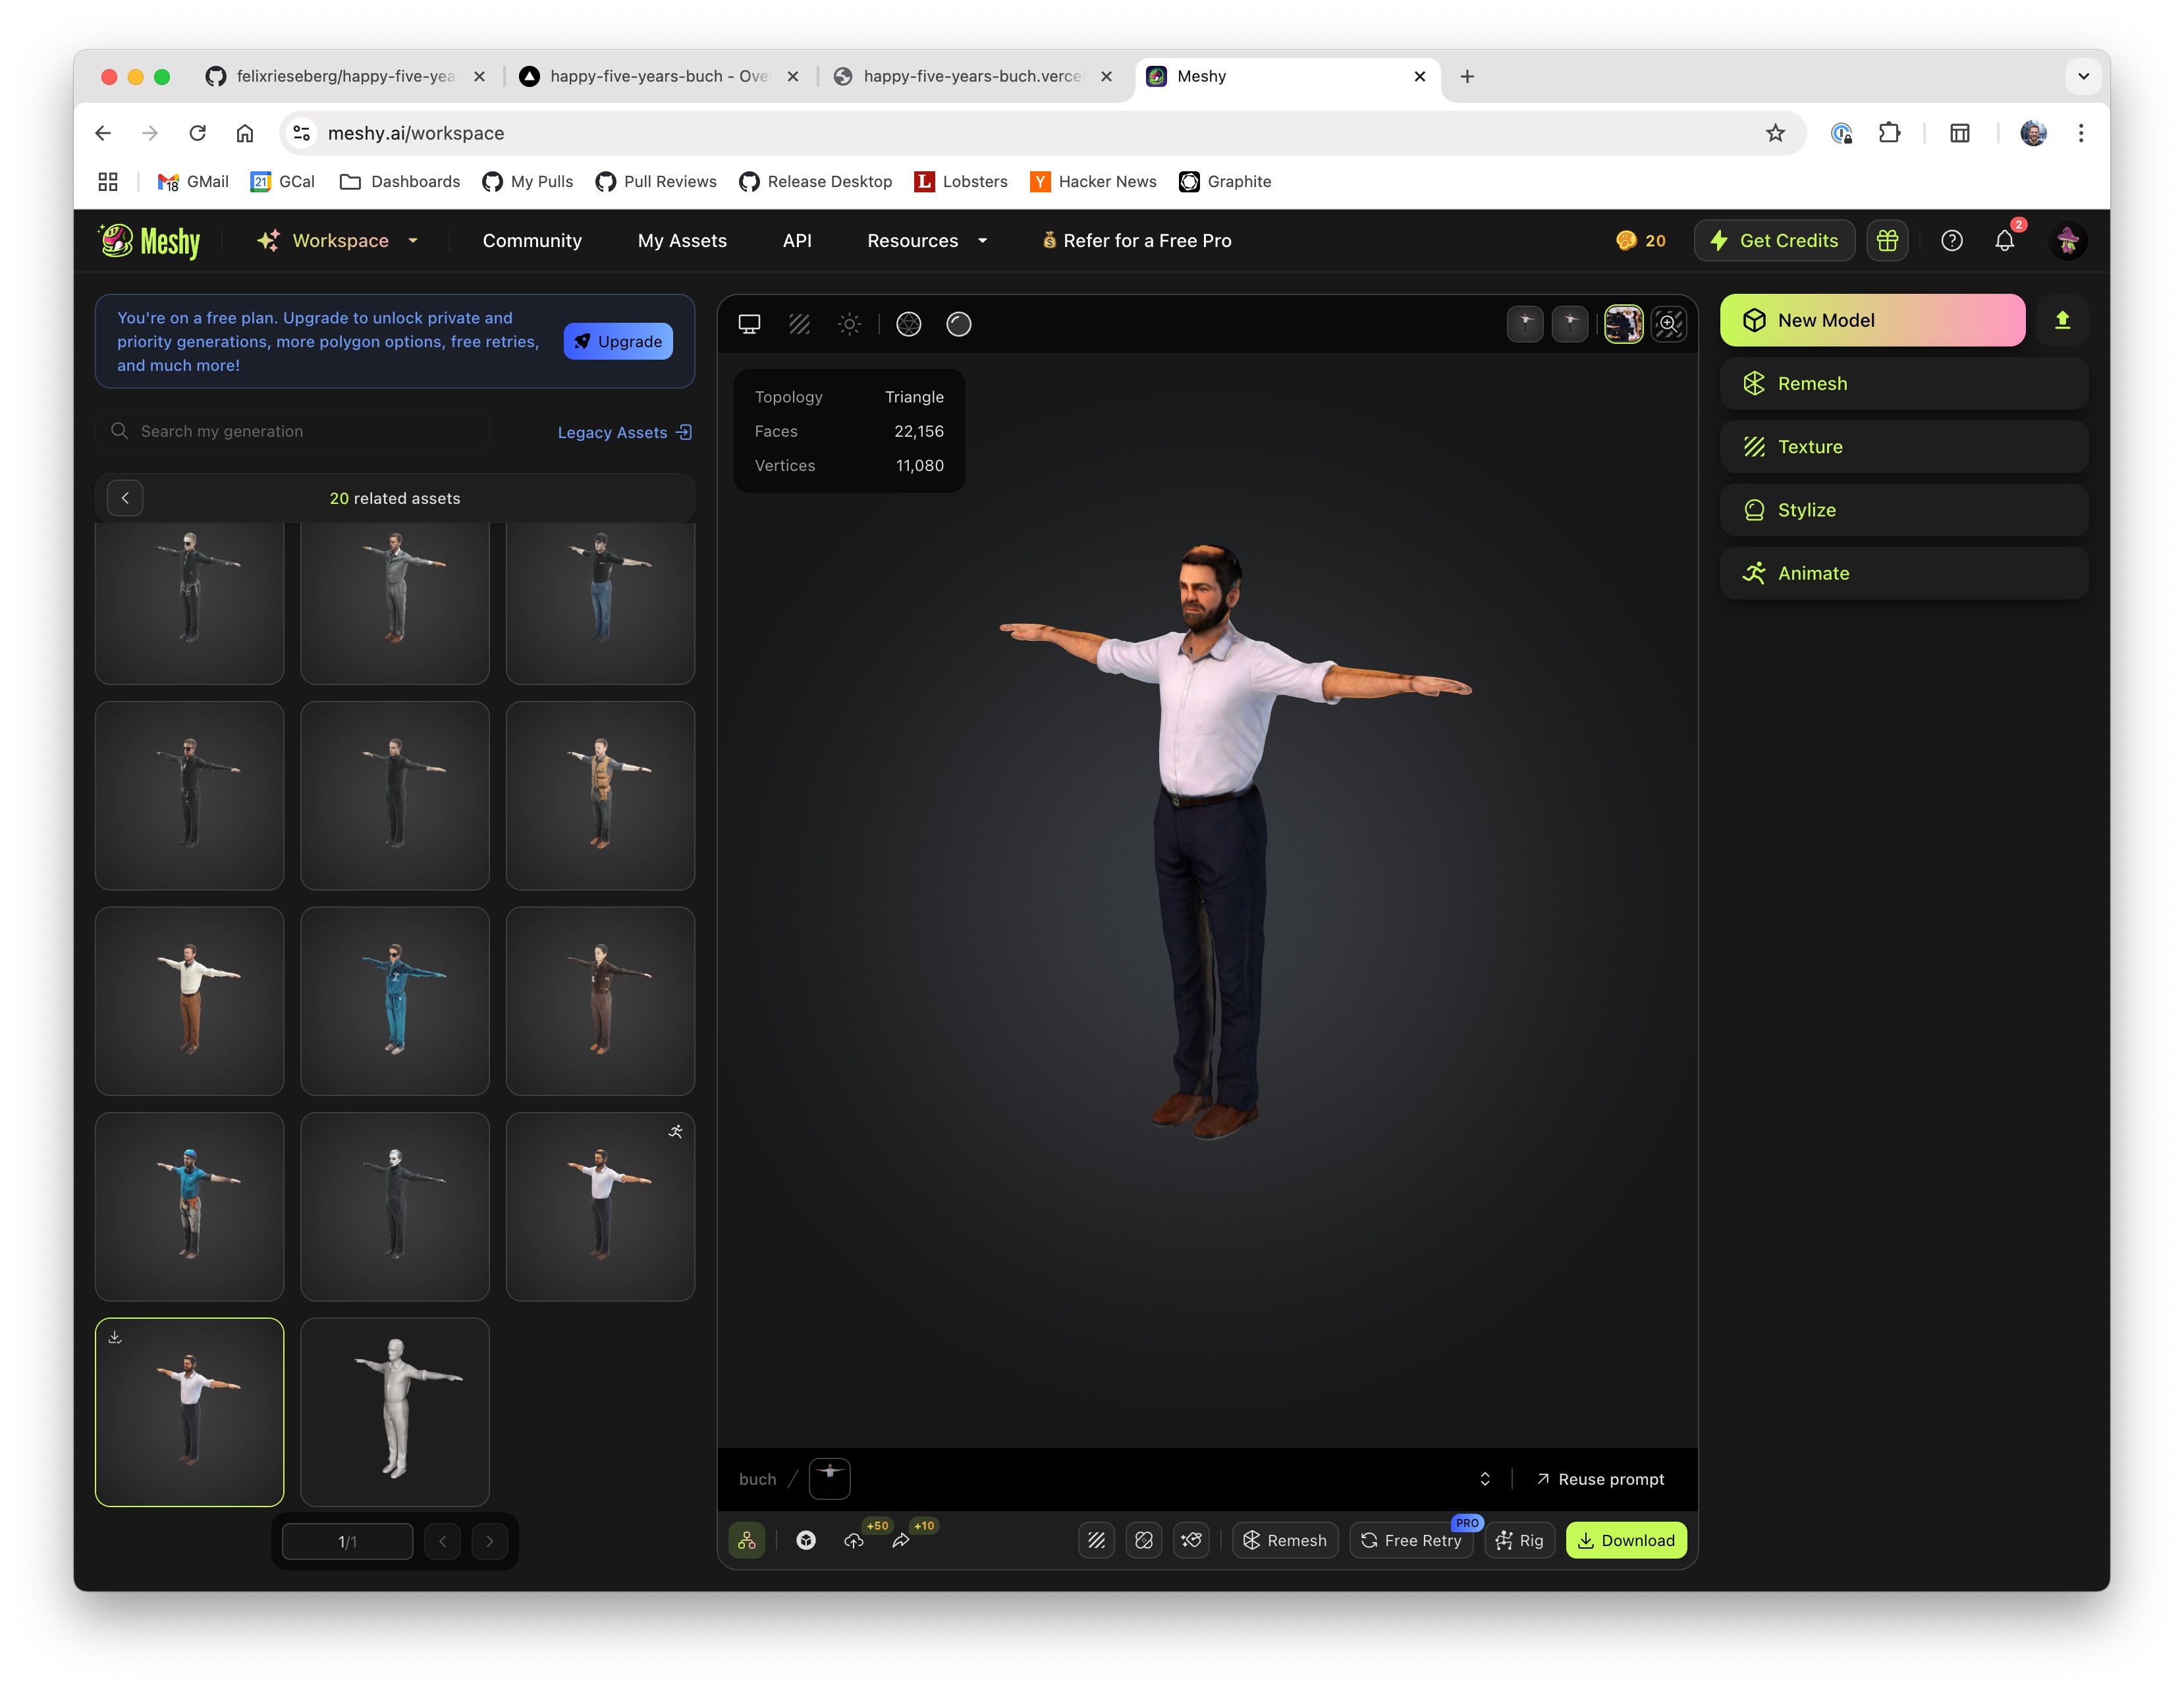 felixrieseberg/happy-five-yea
happy-five-years-buch - Ove
happy-five-years-buch.verce
Meshy
meshy.ai/workspace
18 GMail
21 GCal
Dashboards
My Pulls
Pull Reviews
Release Desktop
L Lobsters
Y Hacker News
Graphite
Meshy
Workspace
Community
My Assets
API
Resources
Refer for a Free Pro
20
Get Credits
2
You're on a free plan. Upgrade to unlock private and
priority generations, more polygon options, free retries,
and much more!
Upgrade
Search my generation
Legacy Assets
20 related assets
1/1
Topology Triangle
Faces 22,156
Vertices 11,080
buch /
Reuse prompt
+50
+10
Remesh
Free Retry
PRO
Rig
Download
New Model
Remesh
Texture
Stylize
Animate